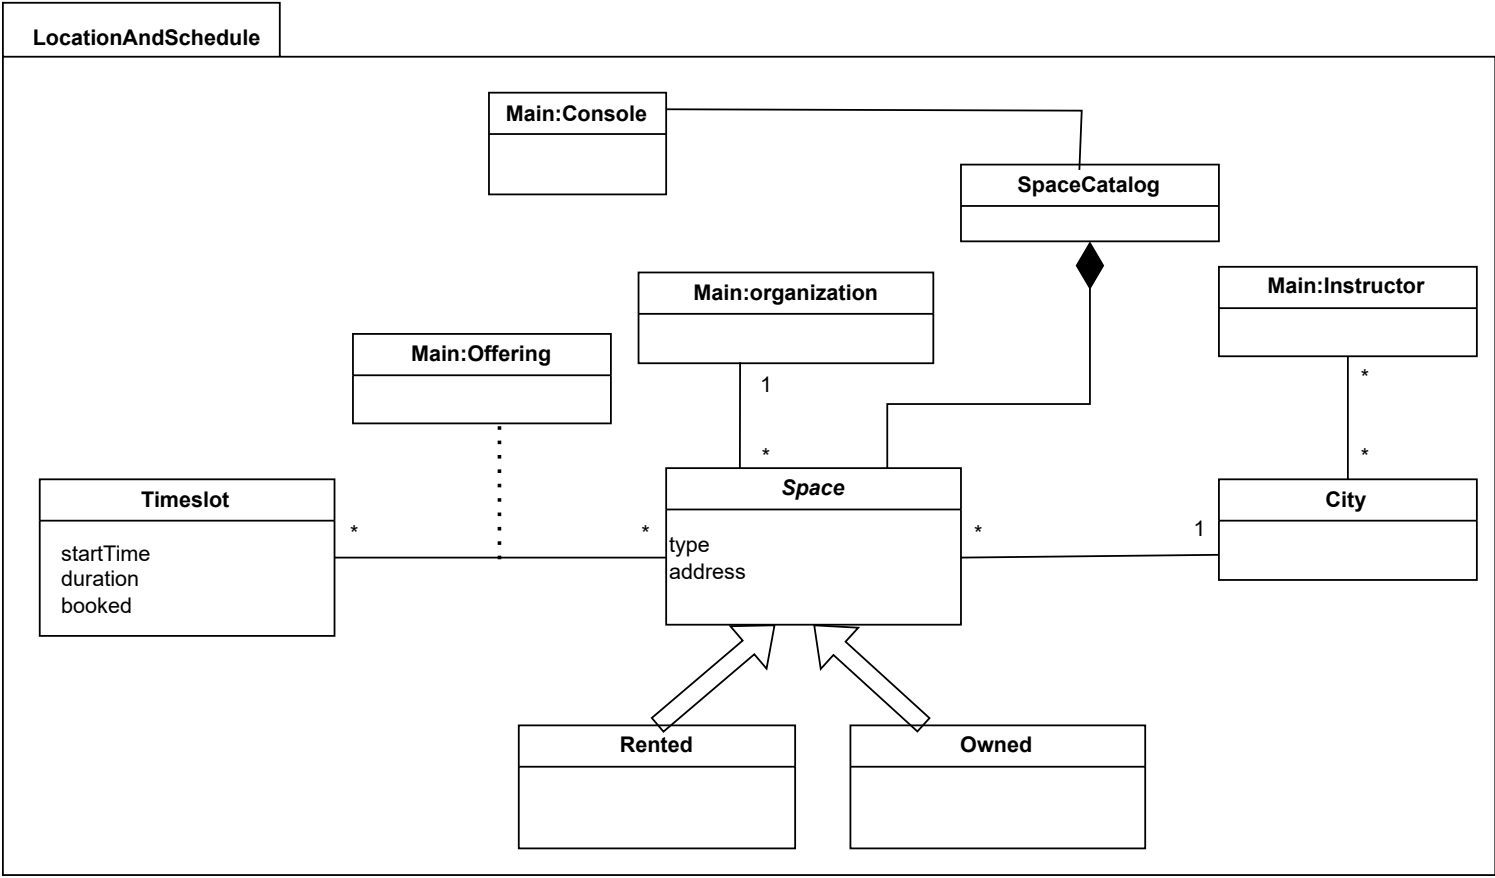 LocationAndSchedule
Main:Console
SpaceCatalog
Main:organization
Main:Instructor
Main:Offering
1
*
*
*
Timeslot
startTime
duration
booked
*
*
Space
type
address
*
1
City
Rented
Owned